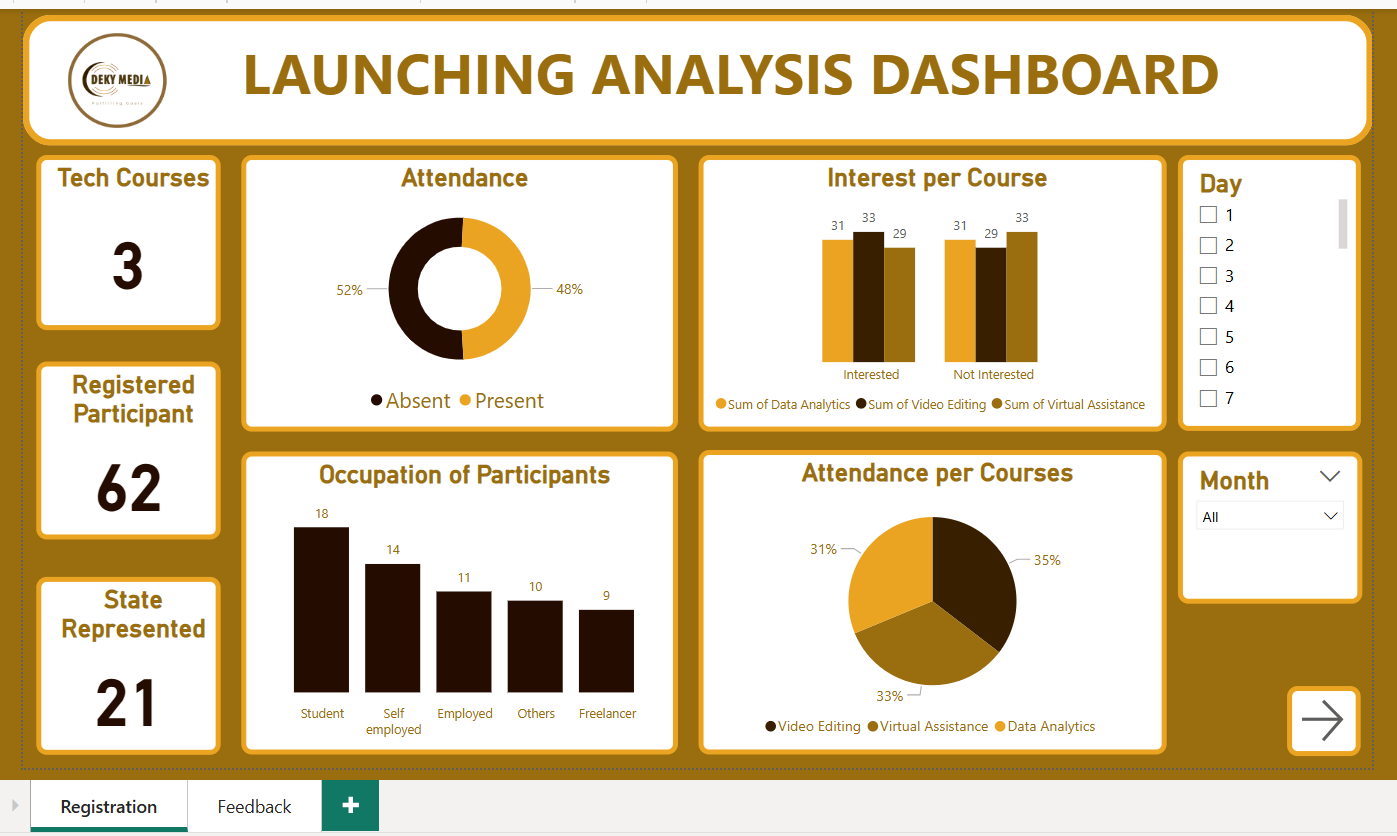 DEKY MEDIA
Fulfilling Goals
LAUNCHING ANALYSIS DASHBOARD
Tech Courses
3
Registered
Participant
62
State
Represented
21
Attendance
52%
48%
Absent
Present
Interest per Course
31
33
29
31
29
33
Interested
Not Interested
Sum of Data Analytics
Sum of Video Editing
Sum of Virtual Assistance
Day
1
2
3
4
5
6
7
Occupation of Participants
18
14
11
10
9
Student
Self
employed
Employed
Others
Freelancer
Attendance per Courses
31%
35%
33%
Video Editing
Virtual Assistance
Data Analytics
Month
All
Registration
Feedback
+